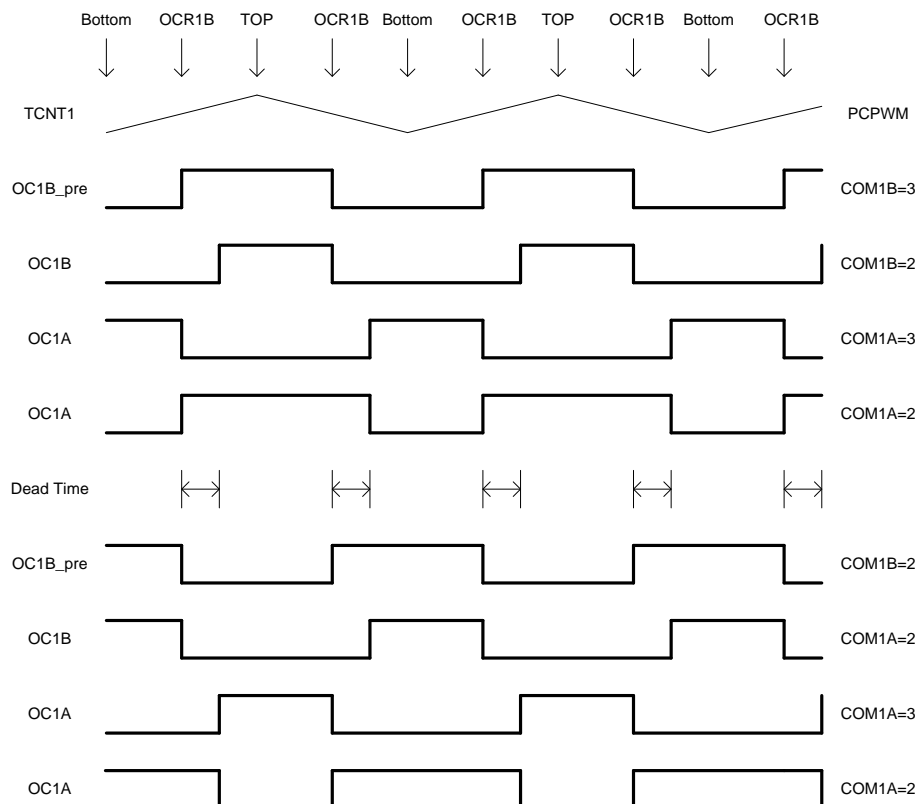 Bottom OCR1B TOP OCR1B Bottom OCR1B TOP OCR1B Bottom OCR1B
TCNT1 PCPWM
OC1B_pre COM1B=3
OC1B COM1B=2
OC1A COM1A=3
OC1A COM1A=2
Dead Time
OC1B_pre COM1B=2
OC1B COM1A=2
OC1A COM1A=3
OC1A COM1A=2